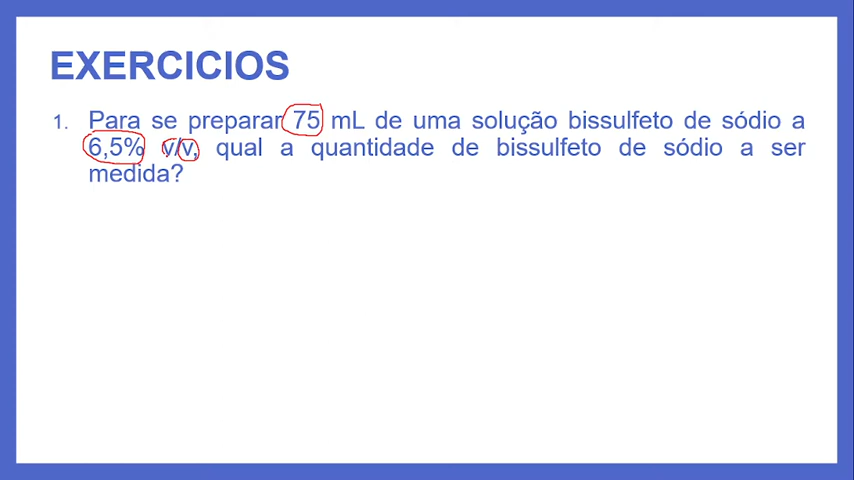 EXERCICIOS
1. Para se preparar 75 mL de uma solução bissulfeto de sódio a
6,5% v/v, qual a quantidade de bissulfeto de sódio a ser
medida?